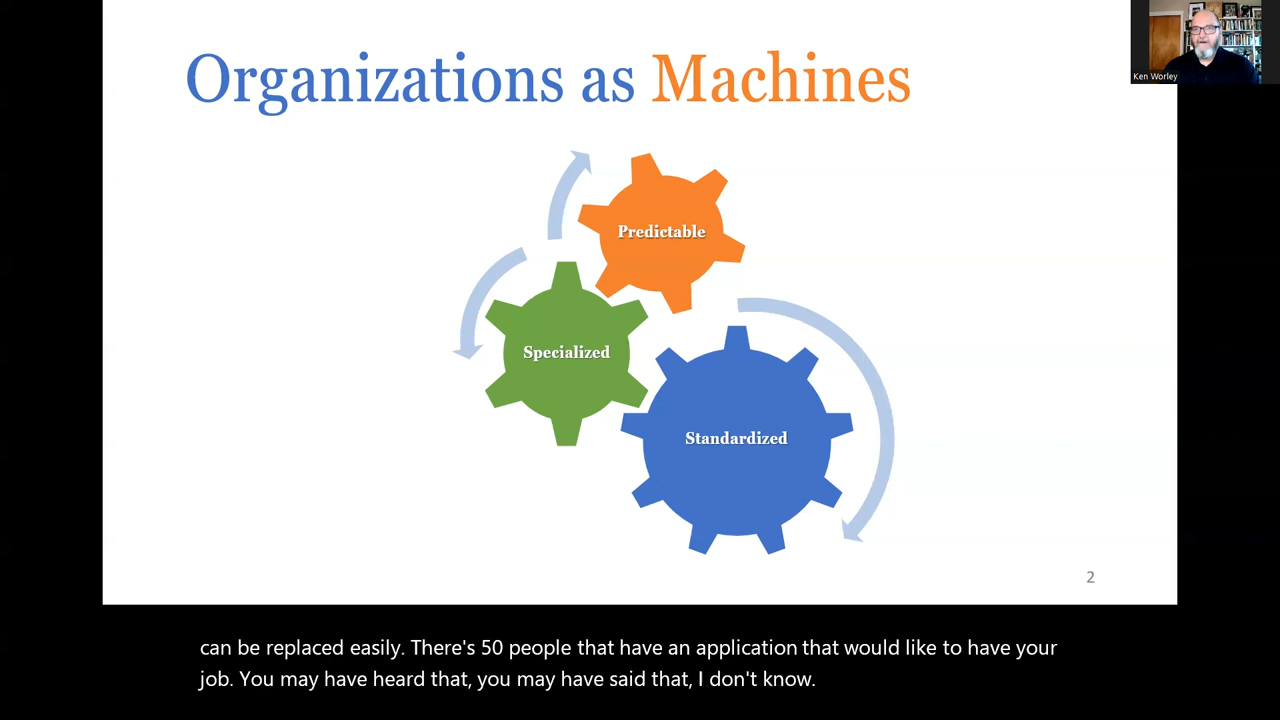 Organizations as Machines
Ken Worley
Predictable
Specialized
Standardized
2
can be replaced easily. There's 50 people that have an application that would like to have your
job. You may have heard that, you may have said that, I don't know.